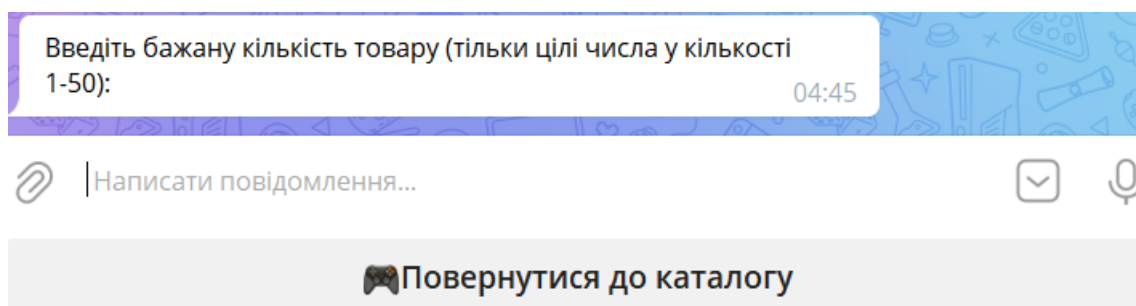 Введіть бажану кількість товару (тільки цілі числа у кількості
1-50):
04:45
Написати повідомлення...
Повернутися до каталогу